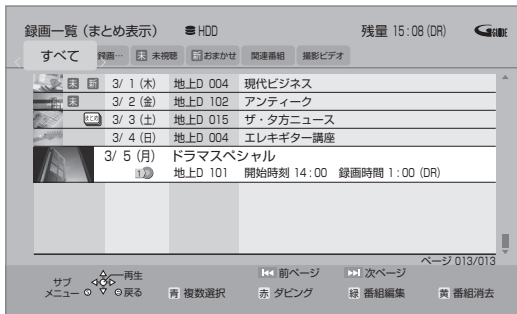 録画一覧（まとめ表示） HDD 残量 15:08 (DR) G-GUIDE
すべて 録画… 未 未視聴 新 おまかせ 関連番組 撮影ビデオ
未 新 3/ 1 (木) 地上D 004 現代ビジネス
未 3/ 2 (金) 地上D 102 アンティーク
まとめ 3/ 3 (土) 地上D 015 ザ・夕方ニュース
3/ 4 (日) 地上D 004 エレキギター講座
3/ 5 (月) ドラマスペシャル
1 地上D 101 開始時刻 14:00 録画時間 1:00 (DR)
ページ 013/013
サブメニュー 再生 戻る 前ページ 次ページ
青 複数選択 赤 ダビング 緑 番組編集 黄 番組消去